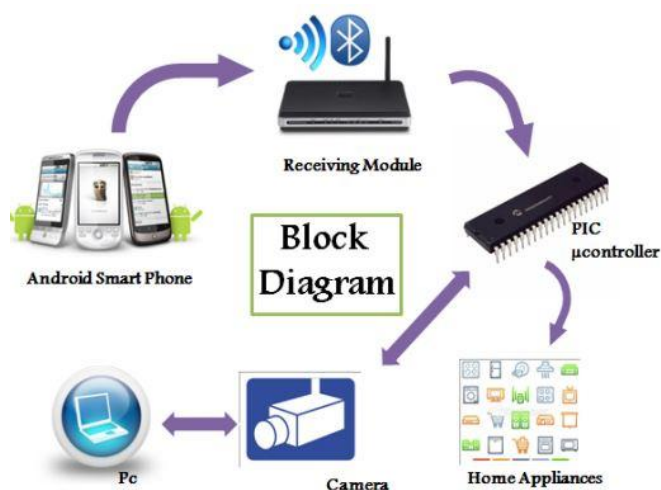 Receiving Module
Android Smart Phone
Block
Diagram
PIC
μcontroller
Pc
Camera
Home Appliances